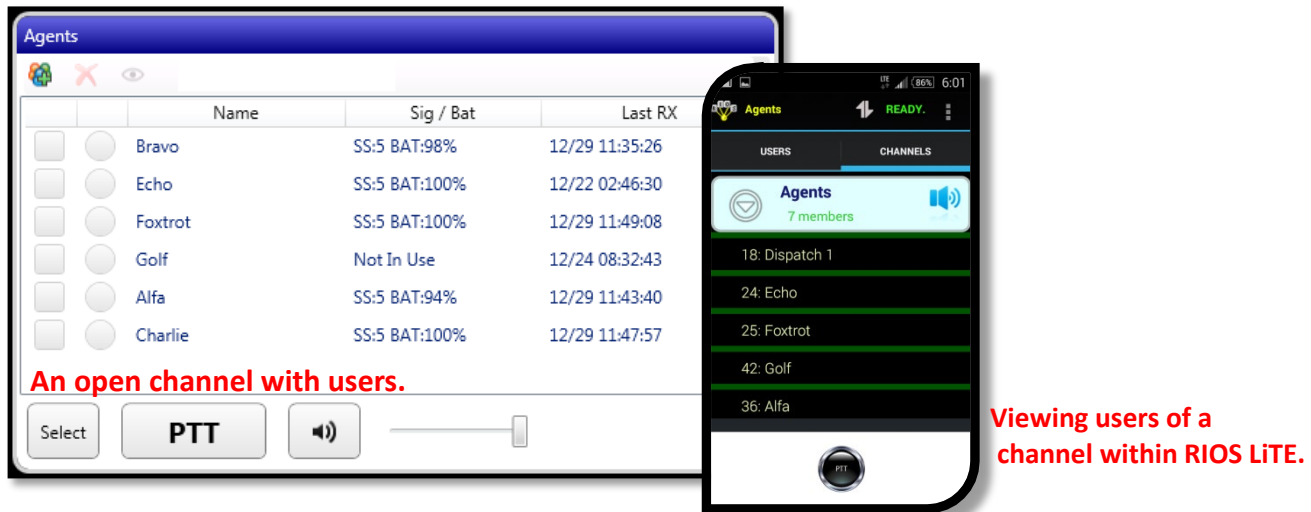 Agents
Name Sig / Bat Last RX
Bravo SS:5 BAT:98% 12/29 11:35:26
Echo SS:5 BAT:100% 12/22 02:46:30
Foxtrot SS:5 BAT:100% 12/29 11:49:08
Golf Not In Use 12/24 08:32:43
Alfa SS:5 BAT:94% 12/29 11:43:40
Charlie SS:5 BAT:100% 12/29 11:47:57
An open channel with users.
Select PTT
LTE 86% 6:01
Agents READY.
USERS CHANNELS
Agents
7 members
18: Dispatch 1
24: Echo
25: Foxtrot
42: Golf
36: Alfa
PTT
Viewing users of a
channel within RIOS LiTE.